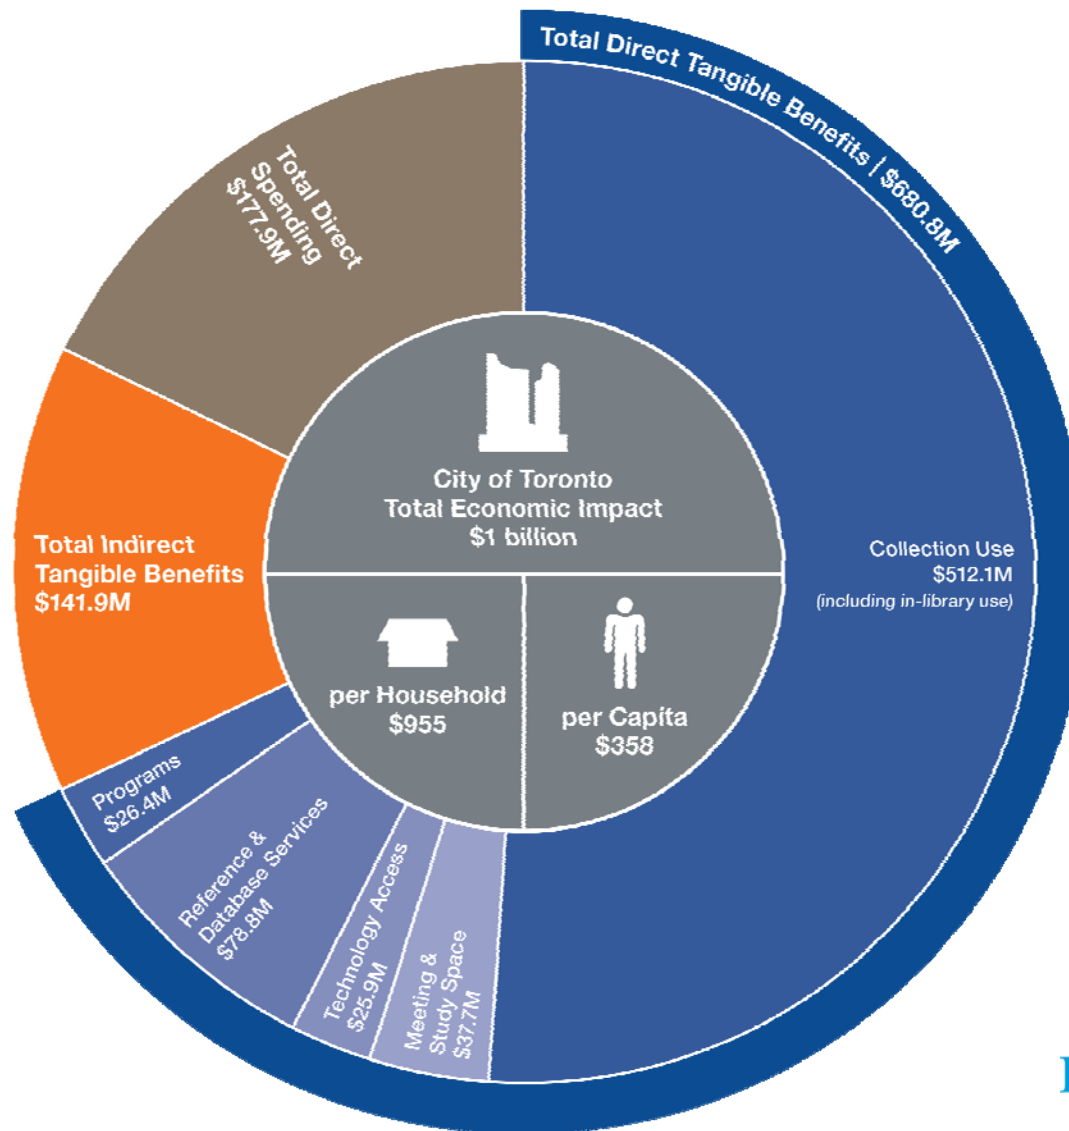 Total Direct Tangible Benefits | $680.8M
Total Direct
Spending
$177.9M
City of Toronto
Total Economic Impact
$1 billion
Collection Use
$512.1M
(including in-library use)
Total Indirect
Tangible Benefits
$141.9M
per Household
$955
per Capita
$358
Programs
$26.4M
Reference &
Database Services
$78.8M
Technology Access
$25.9M
Meeting &
Study Space
$37.7M